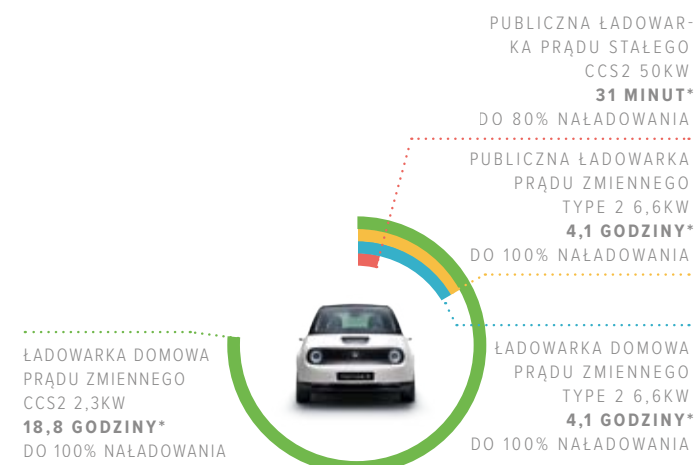 PUBLICZNA ŁADOWAR-
KA PRĄDU STAŁEGO
CCS2 50KW
31 MINUT*
DO 80% NAŁADOWANIA
PUBLICZNA ŁADOWARKA
PRĄDU ZMIENNEGO
TYPE 2 6,6KW
4,1 GODZINY*
DO 100% NAŁADOWANIA
ŁADOWARKA DOMOWA
PRĄDU ZMIENNEGO
TYPE 2 6,6KW
4,1 GODZINY*
DO 100% NAŁADOWANIA
ŁADOWARKA DOMOWA
PRĄDU ZMIENNEGO
CCS2 2,3KW
18,8 GODZINY*
DO 100% NAŁADOWANIA